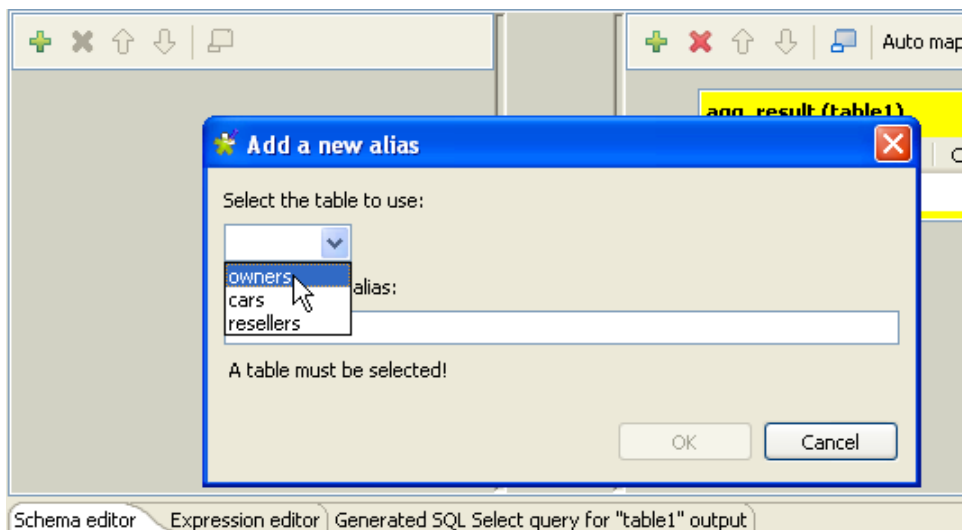 Auto map
agg_result (table1)
Add a new alias
Select the table to use:
owners
cars
resellers
alias:
A table must be selected!
OK
Cancel
Schema editor
Expression editor
Generated SQL Select query for "table1" output